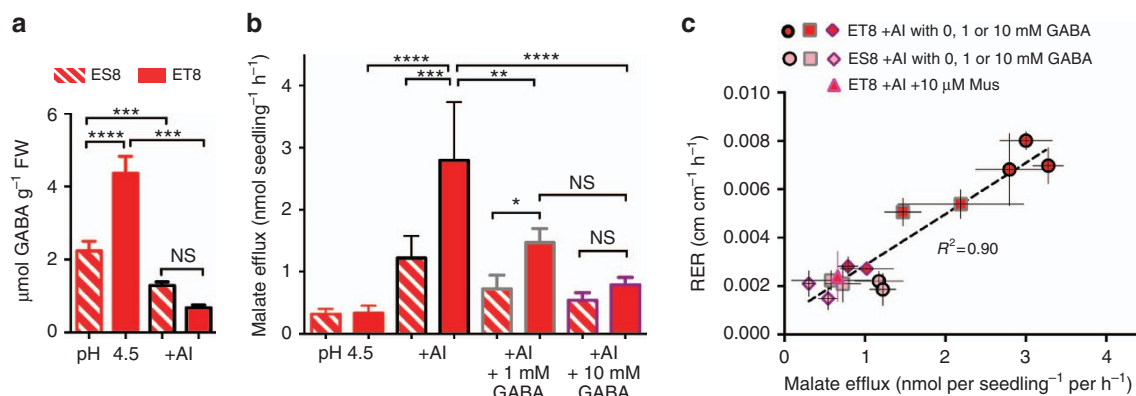 a
ES8
ET8
μmol GABA g⁻¹ FW
6
4
2
0
***
****
***
NS
pH 4.5
+Al
b
Malate efflux (nmol seedling⁻¹ h⁻¹)
4
3
2
1
0
****
***
**
****
*
NS
NS
pH 4.5
+Al
+Al
+ 1 mM
GABA
+Al
+ 10 mM
GABA
c
ET8 +Al with 0, 1 or 10 mM GABA
ES8 +Al with 0, 1 or 10 mM GABA
ET8 +Al +10 μM Mus
RER (cm cm⁻¹ h⁻¹)
0.010
0.008
0.006
0.004
0.002
0.000
R²=0.90
0 1 2 3 4
Malate efflux (nmol per seedling⁻¹ per h⁻¹)